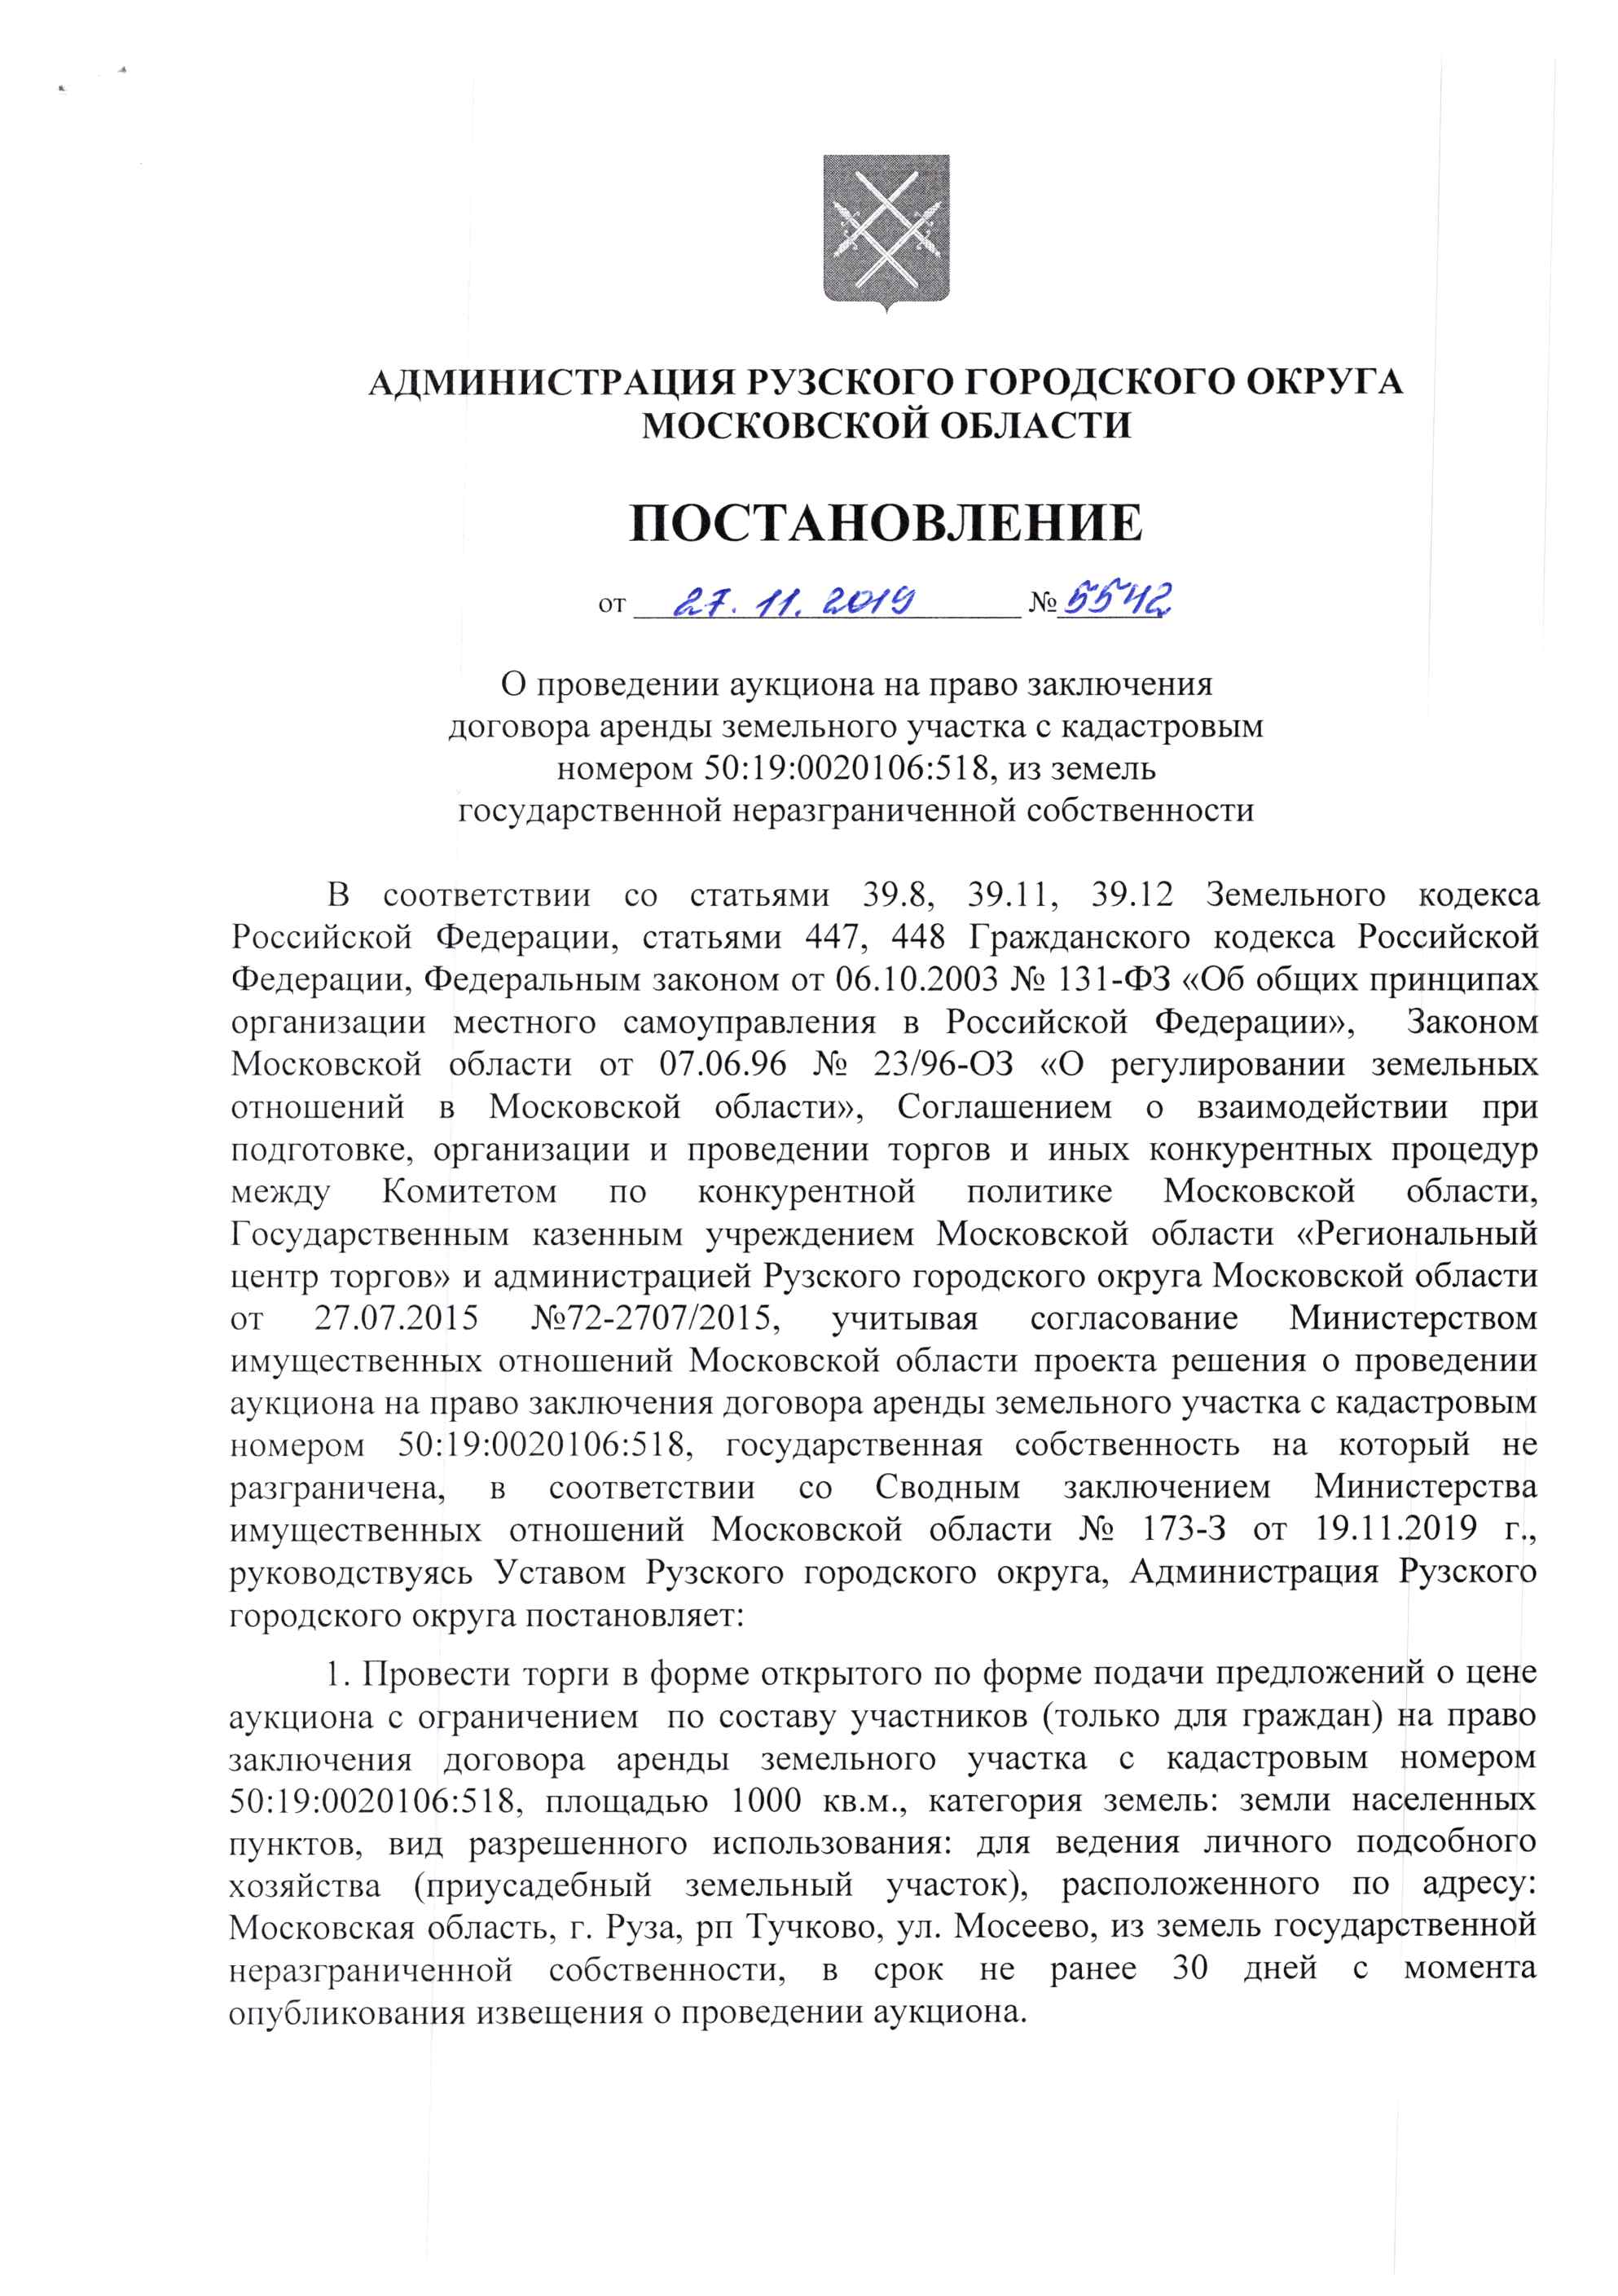 АДМИНИСТРАЦИЯ РУЗСКОГО ГОРОДСКОГО ОКРУГА
МОСКОВСКОЙ ОБЛАСТИ
ПОСТАНОВЛЕНИЕ
от 27.11.2019 № 5542
О проведении аукциона на право заключения
договора аренды земельного участка с кадастровым
номером 50:19:0020106:518, из земель
государственной неразграниченной собственности
В соответствии со статьями 39.8, 39.11, 39.12 Земельного кодекса
Российской Федерации, статьями 447, 448 Гражданского кодекса Российской
Федерации, Федеральным законом от 06.10.2003 № 131-ФЗ «Об общих принципах
организации местного самоуправления в Российской Федерации», Законом
Московской области от 07.06.96 № 23/96-ОЗ «О регулировании земельных
отношений в Московской области», Соглашением о взаимодействии при
подготовке, организации и проведении торгов и иных конкурентных процедур
между Комитетом по конкурентной политике Московской области,
Государственным казенным учреждением Московской области «Региональный
центр торгов» и администрацией Рузского городского округа Московской области
от 27.07.2015 №72-2707/2015, учитывая согласование Министерством
имущественных отношений Московской области проекта решения о проведении
аукциона на право заключения договора аренды земельного участка с кадастровым
номером 50:19:0020106:518, государственная собственность на который не
разграничена, в соответствии со Сводным заключением Министерства
имущественных отношений Московской области № 173-З от 19.11.2019 г.,
руководствуясь Уставом Рузского городского округа, Администрация Рузского
городского округа постановляет:
1. Провести торги в форме открытого по форме подачи предложений о цене
аукциона с ограничением по составу участников (только для граждан) на право
заключения договора аренды земельного участка с кадастровым номером
50:19:0020106:518, площадью 1000 кв.м., категория земель: земли населенных
пунктов, вид разрешенного использования: для ведения личного подсобного
хозяйства (приусадебный земельный участок), расположенного по адресу:
Московская область, г. Руза, рп Тучково, ул. Мосеево, из земель государственной
неразграниченной собственности, в срок не ранее 30 дней с момента
опубликования извещения о проведении аукциона.